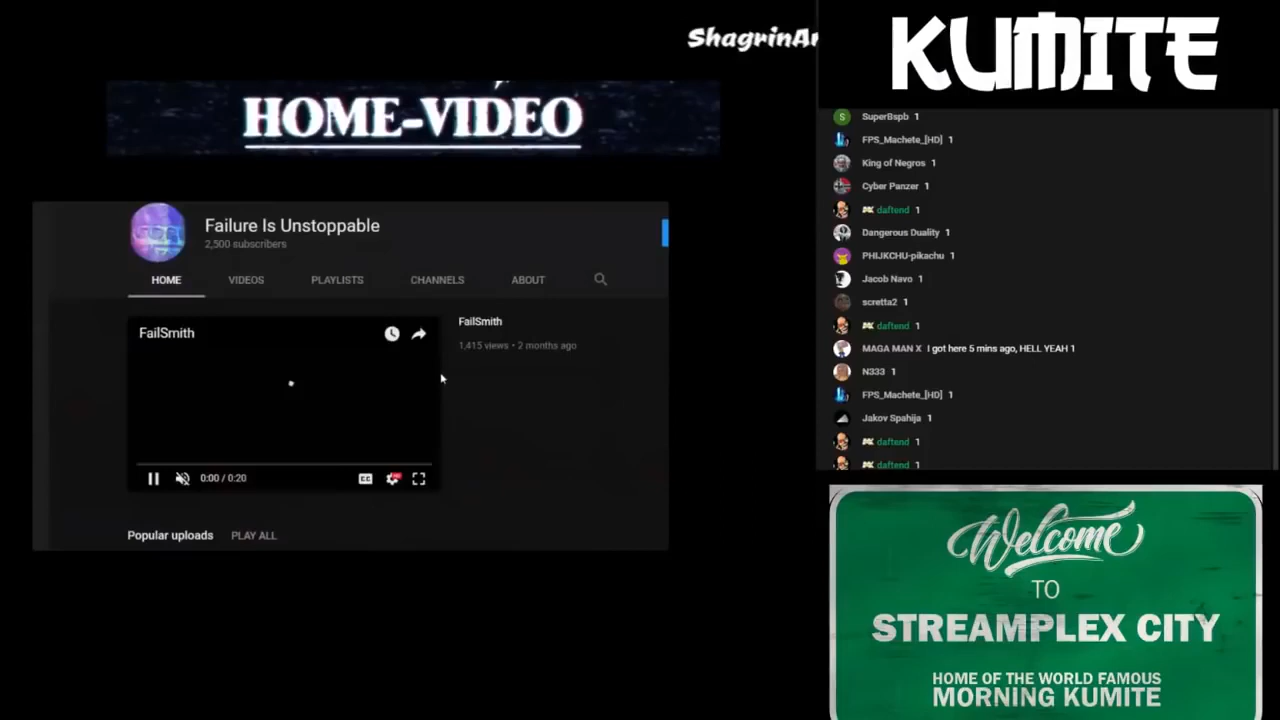 ShagrinAr
KUMITE
HOME-VIDEO
Failure Is Unstoppable
2,500 subscribers
HOME VIDEOS PLAYLISTS CHANNELS ABOUT
FailSmith
FailSmith
1,415 views • 2 months ago
0:00 / 0:20
CC
Popular uploads PLAY ALL
S SuperBspb 1
FPS_Machete_[HD] 1
King of Negros 1
Cyber Panzer 1
daftend 1
Dangerous Duality 1
PHIJKCHU-pikachu 1
Jacob Navo 1
scretta2 1
daftend 1
MAGA MAN X I got here 5 mins ago, HELL YEAH 1
N333 1
FPS_Machete_[HD] 1
Jakov Spahija 1
daftend 1
daftend 1
Welcome
TO
STREAMPLEX CITY
HOME OF THE WORLD FAMOUS
MORNING KUMITE